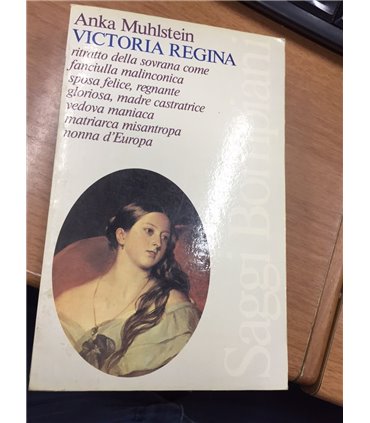 Anka Muhlstein
VICTORIA REGINA
ritratto della sovrana come
fanciulla malinconica
sposa felice, regnante
gloriosa, madre castratrice
vedova maniaca
matriarca misantropa
nonna d'Europa
Saggi Bompiani